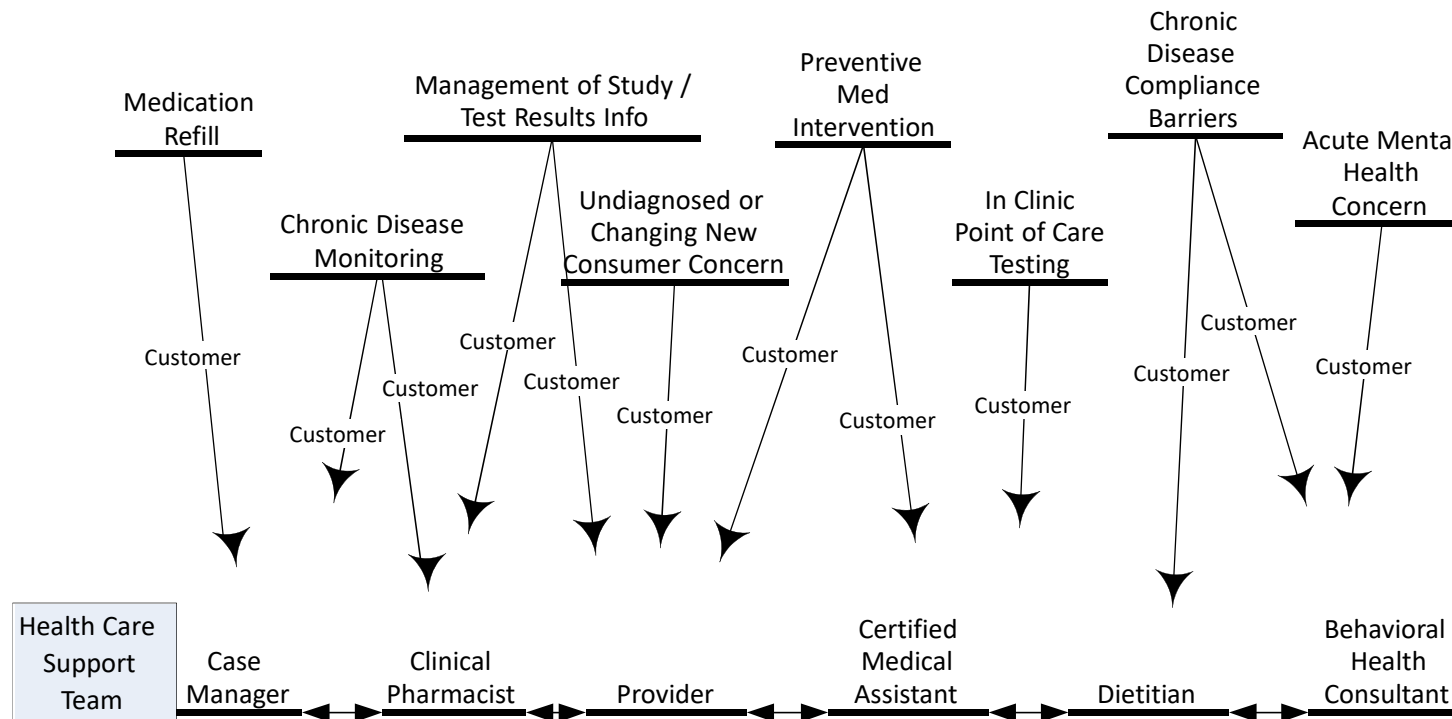 Chronic
Disease
Compliance
Barriers
Preventive
Med
Intervention
Management of Study /
Test Results Info
Medication
Refill
Acute Menta
Health
Concern
Undiagnosed or
Changing New
Consumer Concern
In Clinic
Point of Care
Testing
Chronic Disease
Monitoring
Customer
Customer
Customer
Customer
Customer
Customer
Customer
Customer
Customer
Customer
Customer
Customer
Health Care
Support
Team
Case
Manager
Clinical
Pharmacist
Provider
Certified
Medical
Assistant
Dietitian
Behavioral
Health
Consultant